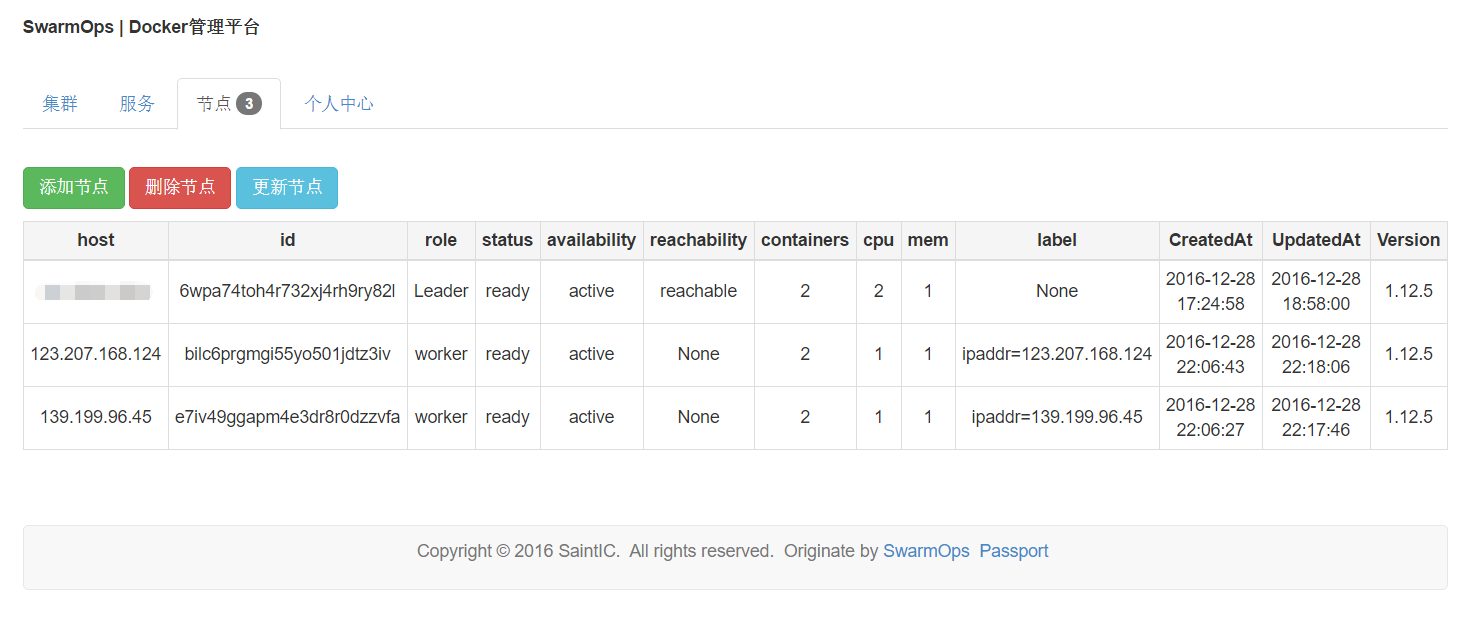 SwarmOps | Docker管理平台
集群 服务 节点 3 个人中心
添加节点 删除节点 更新节点
host id role status availability reachability containers cpu mem label CreatedAt UpdatedAt Version
6wpa74toh4r732xj4rh9ry82l Leader ready active reachable 2 2 1 None 2016-12-28 17:24:58 2016-12-28 18:58:00 1.12.5
123.207.168.124 bilc6prgmgi55yo501jdtz3iv worker ready active None 2 1 1 ipaddr=123.207.168.124 2016-12-28 22:06:43 2016-12-28 22:18:06 1.12.5
139.199.96.45 e7iv49ggapm4e3dr8r0dzzvfa worker ready active None 2 1 1 ipaddr=139.199.96.45 2016-12-28 22:06:27 2016-12-28 22:17:46 1.12.5
Copyright © 2016 SaintIC. All rights reserved. Originate by SwarmOps Passport